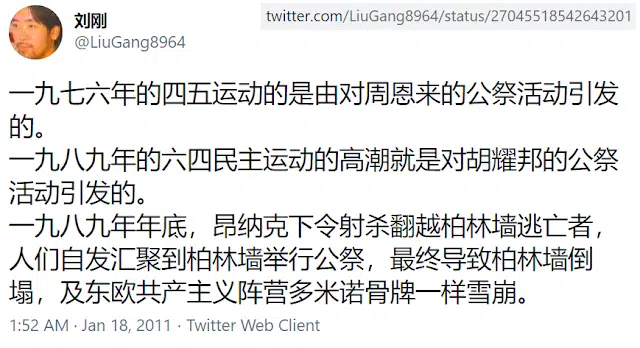 刘刚
twitter.com/LiuGang8964/status/27045518542643201
@LiuGang8964
一九七六年的四五运动的是由对周恩来的公祭活动引发
的。
一九八九年的六四民主运动的高潮就是对胡耀邦的公祭
活动引发的。
一九八九年年底，昂纳克下令射杀翻越柏林墙逃亡者，
人们自发汇聚到柏林墙举行公祭，最终导致柏林墙倒
塌，及东欧共产主义阵营多米诺骨牌一样雪崩。
1:52 AM · Jan 18, 2011 · Twitter Web Client